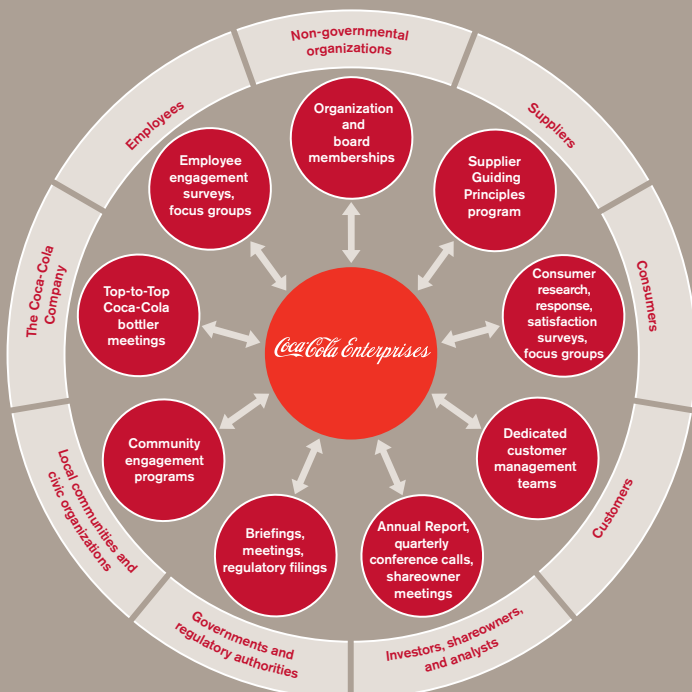 Non-governmental
organizations
Suppliers
Consumers
Customers
Investors, shareowners,
and analysts
Governments and
regulatory authorities
Local communities and
civic organizations
The Coca-Cola
Company
Employees
Organization
and
board
memberships
Supplier
Guiding
Principles
program
Consumer
research,
response,
satisfaction
surveys,
focus groups
Dedicated
customer
management
teams
Annual Report,
quarterly
conference calls,
shareowner
meetings
Briefings,
meetings,
regulatory filings
Community
engagement
programs
Top-to-Top
Coca-Cola
bottler
meetings
Employee
engagement
surveys,
focus groups
Coca-Cola Enterprises